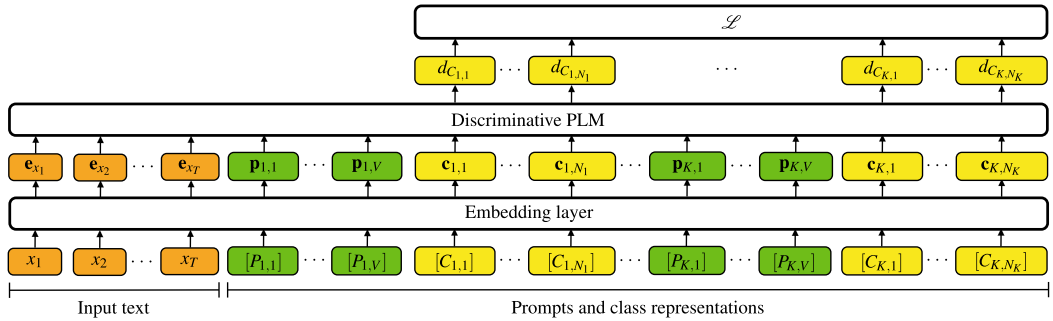 ℒ
d_{C_{1,1}} ··· d_{C_{1,N_1}} ··· d_{C_{K,1}} ··· d_{C_{K,N_K}}
Discriminative PLM
e_{x_1} e_{x_2} ··· e_{x_T} p_{1,1} ··· p_{1,V} c_{1,1} ··· c_{1,N_1} ··· p_{K,1} ··· p_{K,V} c_{K,1} ··· c_{K,N_K}
Embedding layer
x_1 x_2 ··· x_T [P_{1,1}] ··· [P_{1,V}] [C_{1,1}] ··· [C_{1,N_1}] ··· [P_{K,1}] ··· [P_{K,V}] [C_{K,1}] ··· [C_{K,N_K}]
Input text Prompts and class representations